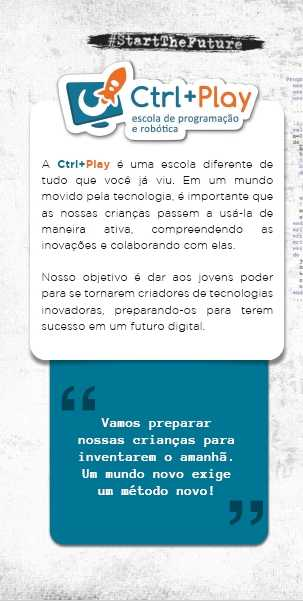 #StartTheFuture
Ctrl+Play
escola de programação
e robótica
A Ctrl+Play é uma escola diferente de
tudo que você já viu. Em um mundo
movido pela tecnologia, é importante que
as nossas crianças passem a usá-la de
maneira ativa, compreendendo as
inovações e colaborando com elas.
Nosso objetivo é dar aos jovens poder
para se tornarem criadores de tecnologias
inovadoras, preparando-os para terem
sucesso em um futuro digital.
“
Vamos preparar
nossas crianças para
inventarem o amanhã.
Um mundo novo exige
um método novo!
”